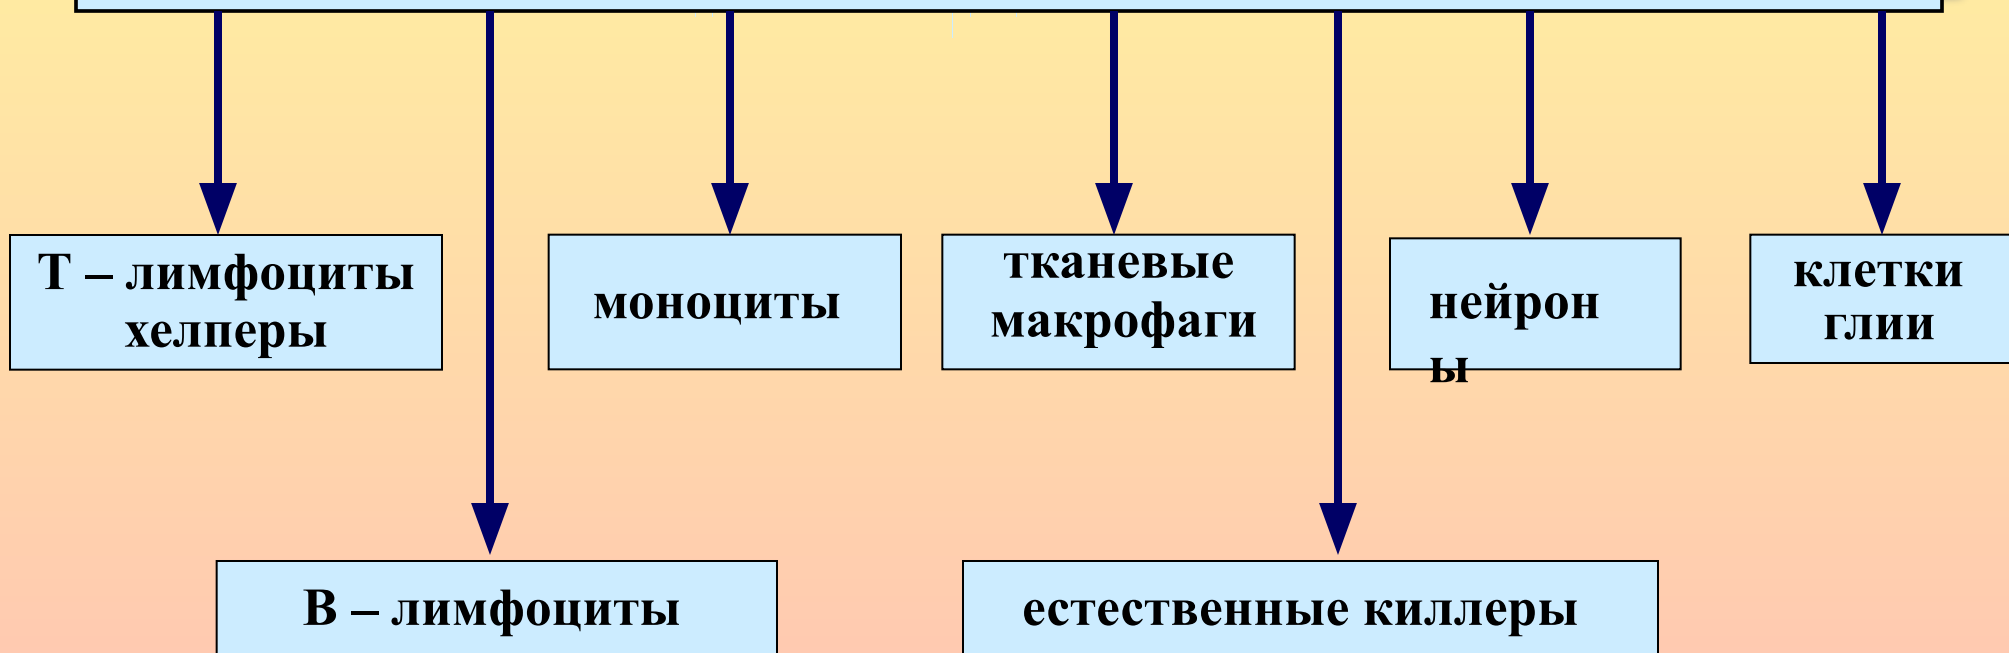 Т – лимфоциты
хелперы
моноциты
тканевые
макрофаги
нейрон
ы
клетки
глии
В – лимфоциты
естественные киллеры